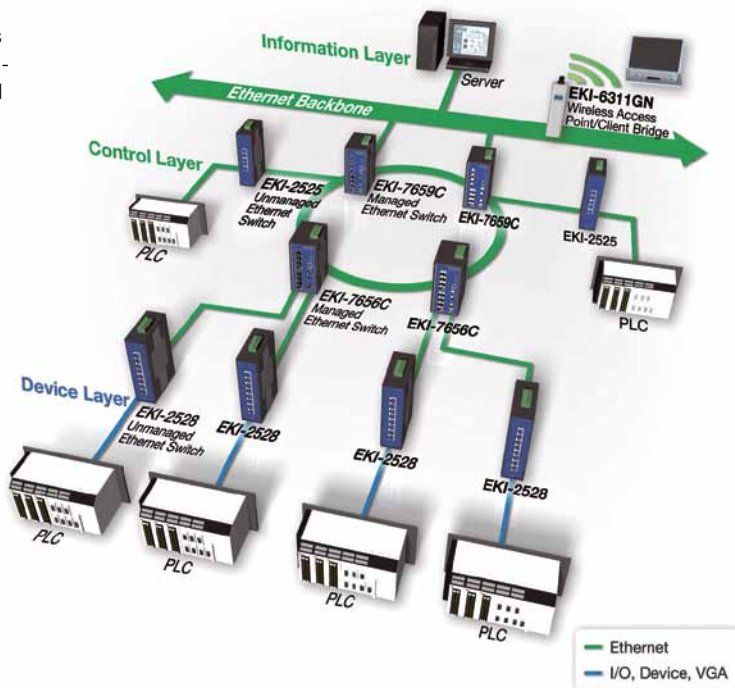 s
-
l
Information Layer
Server
EKI-6311GN
Wireless Access
Point/Client Bridge
Ethernet Backbone
Control Layer
EKI-2525
Unmanaged
Ethernet
Switch
EKI-7659C
Managed
Ethernet Switch
EKI-7659C
EKI-2525
PLC
PLC
EKI-7656C
Managed
Ethernet Switch
EKI-7656C
Device Layer
EKI-2528
Unmanaged
Ethernet Switch
EKI-2528
EKI-2528
EKI-2528
PLC
PLC
PLC
PLC
Ethernet
I/O, Device, VGA